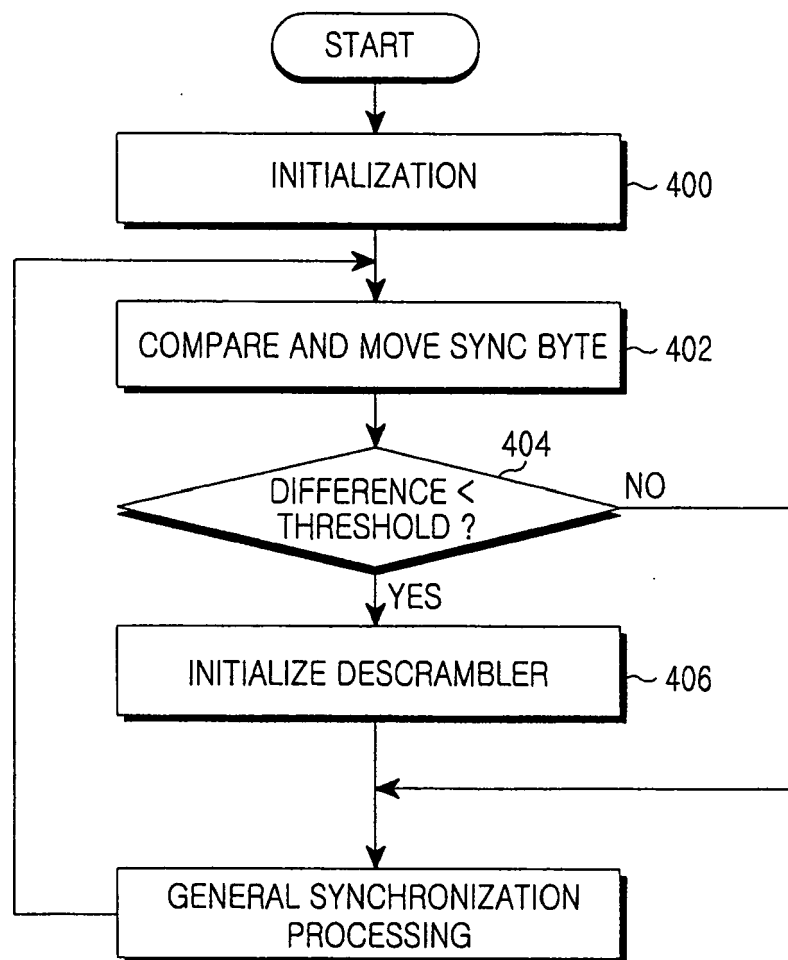 START
INITIALIZATION
400
COMPARE AND MOVE SYNC BYTE
402
404
DIFFERENCE <
THRESHOLD ?
NO
YES
INITIALIZE DESCRAMBLER
406
GENERAL SYNCHRONIZATION
PROCESSING